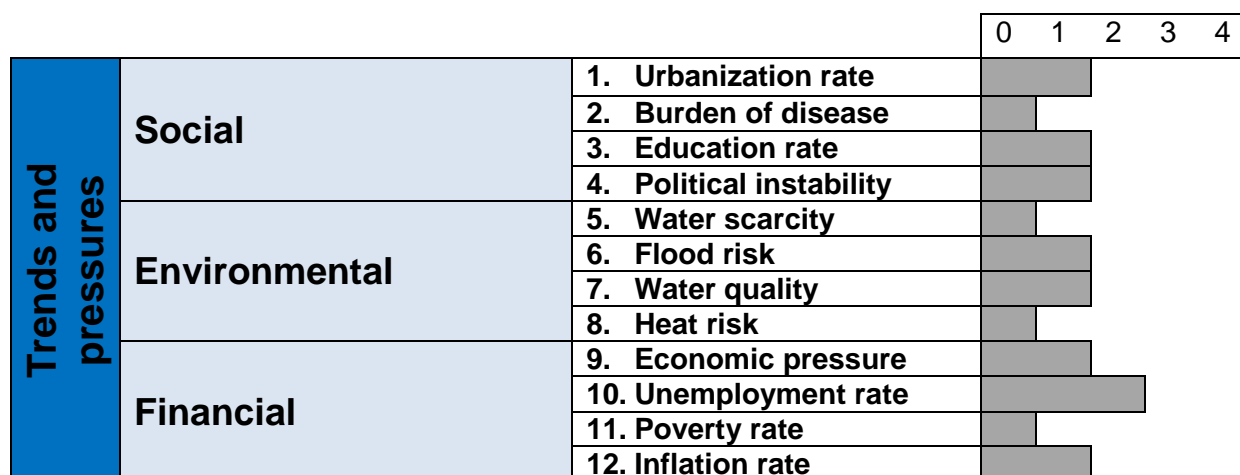 0 1 2 3 4
Trends and
pressures
Social
1. Urbanization rate
2. Burden of disease
3. Education rate
4. Political instability
Environmental
5. Water scarcity
6. Flood risk
7. Water quality
8. Heat risk
Financial
9. Economic pressure
10. Unemployment rate
11. Poverty rate
12. Inflation rate